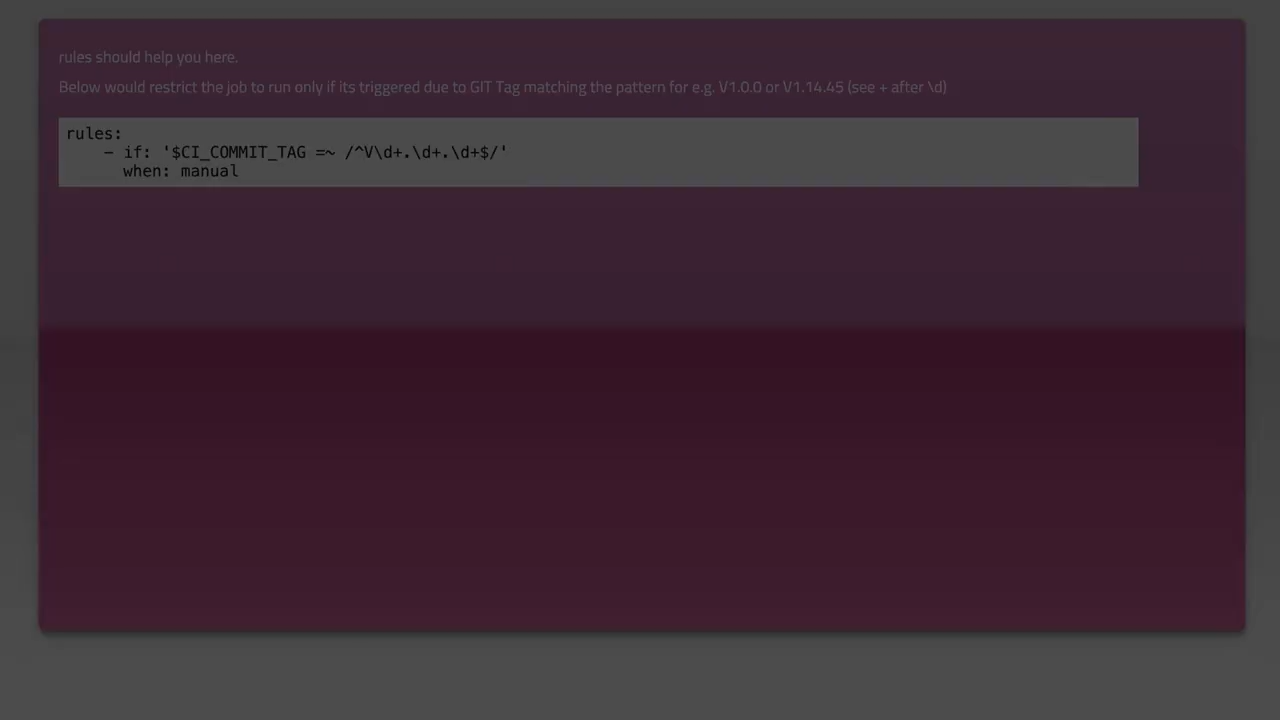 rules should help you here.
Below would restrict the job to run only if its triggered due to GIT Tag matching the pattern for e.g. V1.0.0 or V1.14.45 (see + after \d)
rules:
    - if: '$CI_COMMIT_TAG =~ /^V\d+.\d+.\d+$/'
      when: manual